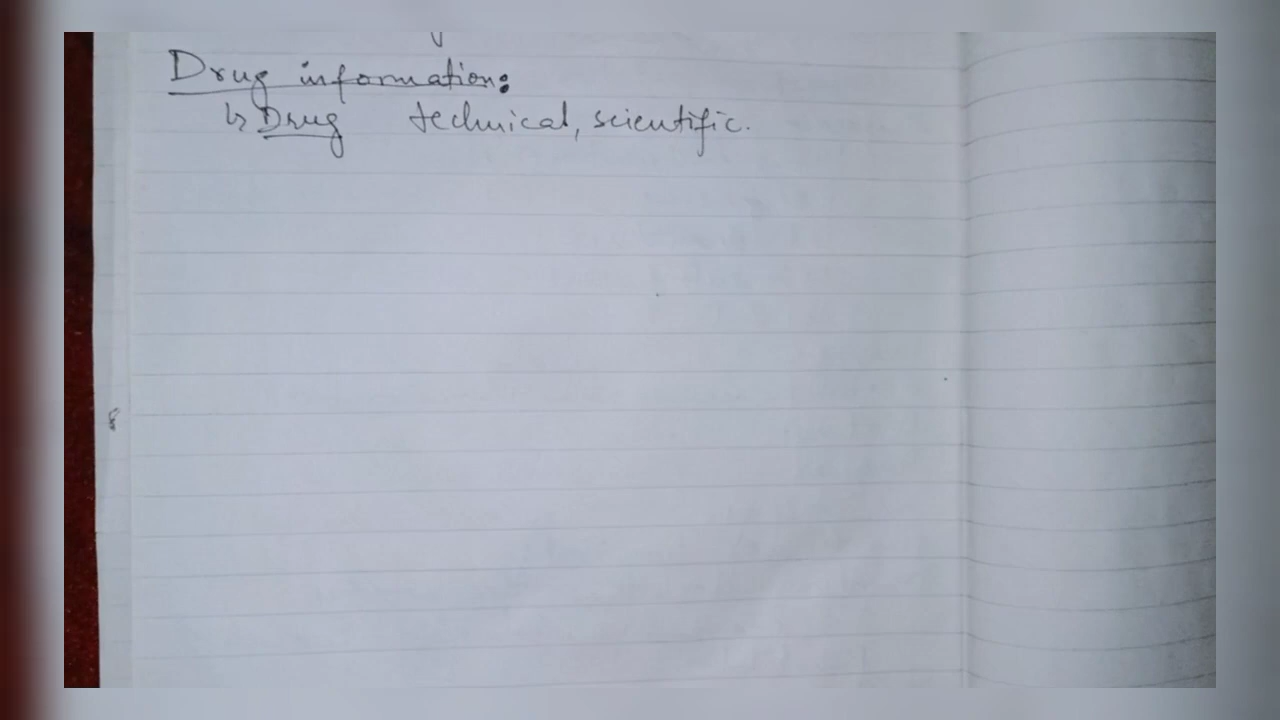 Drug information:
↳ Drug technical, scientific.